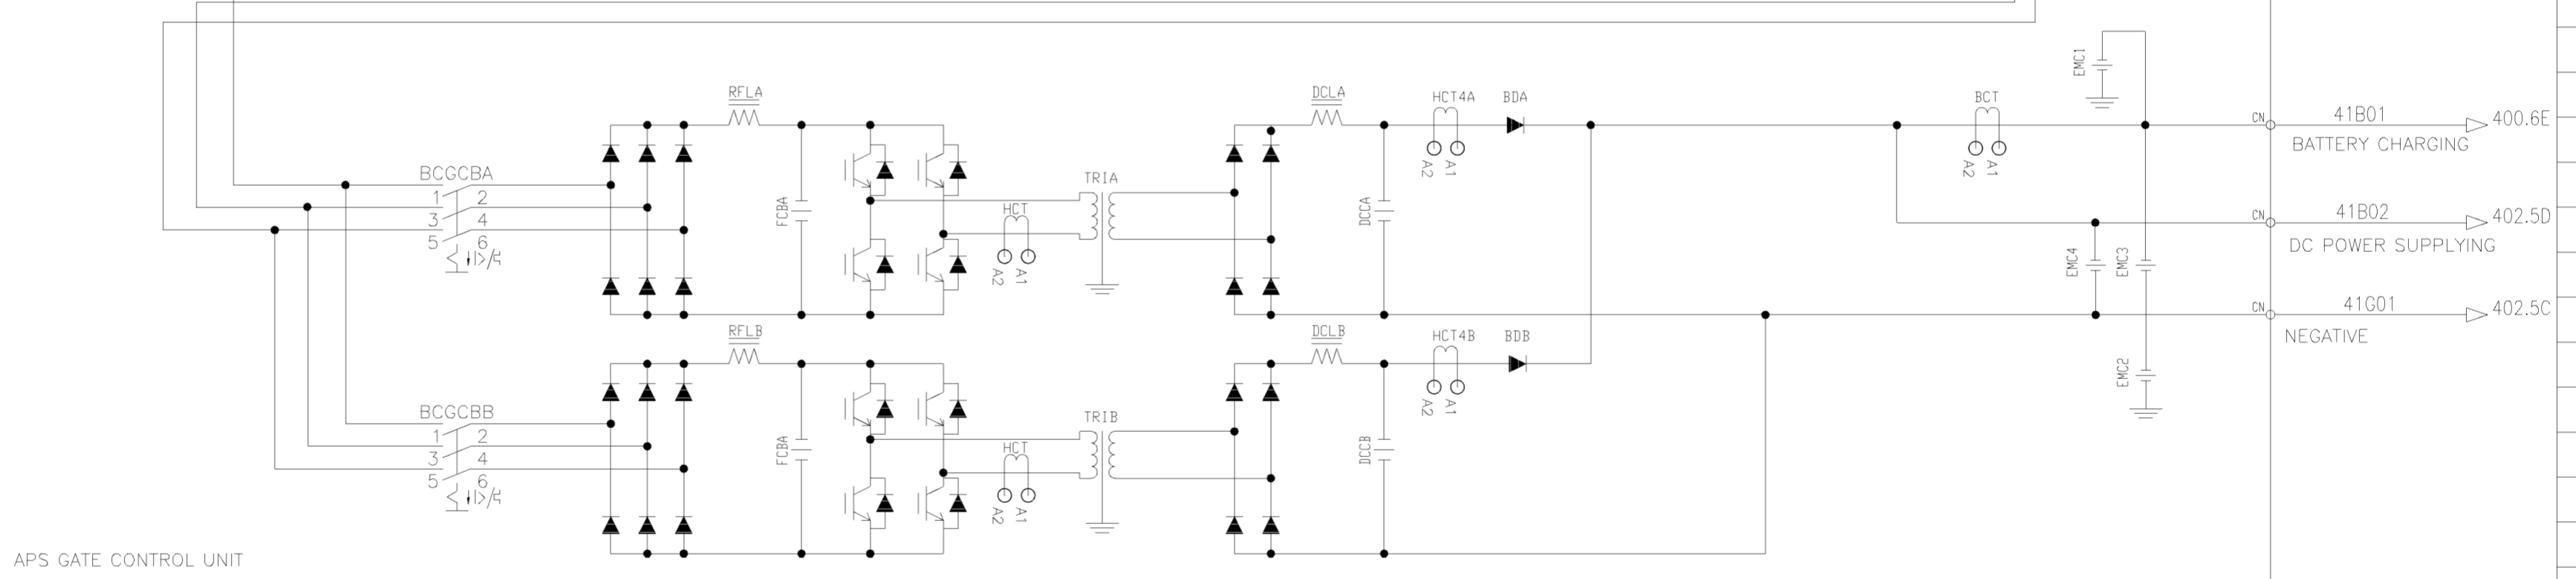 EMC1
RFLA
DCLA
HCT4A
BDA
BCT
CN
41B01
400.6E
BATTERY CHARGING
A2
A1
A2
A1
BCGCBA
1
2
3
4
5
6
I>/
FCBA
HCT
A2
A1
TRIA
DCCA
CN
41B02
402.5D
DC POWER SUPPLYING
EMC4
EMC3
CN
41G01
402.5C
NEGATIVE
RFLB
DCLB
HCT4B
BDB
A2
A1
EMC2
BCGCBB
1
2
3
4
5
6
I>/
FCBA
HCT
A2
A1
TRIB
DCCB
APS GATE CONTROL UNIT